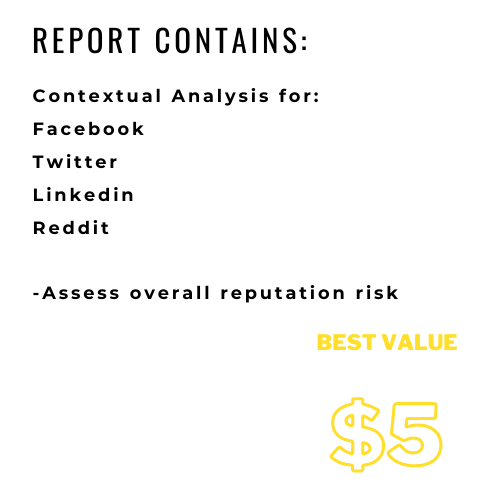 REPORT CONTAINS:
Contextual Analysis for:
Facebook
Twitter
Linkedin
Reddit
-Assess overall reputation risk
BEST VALUE
$5